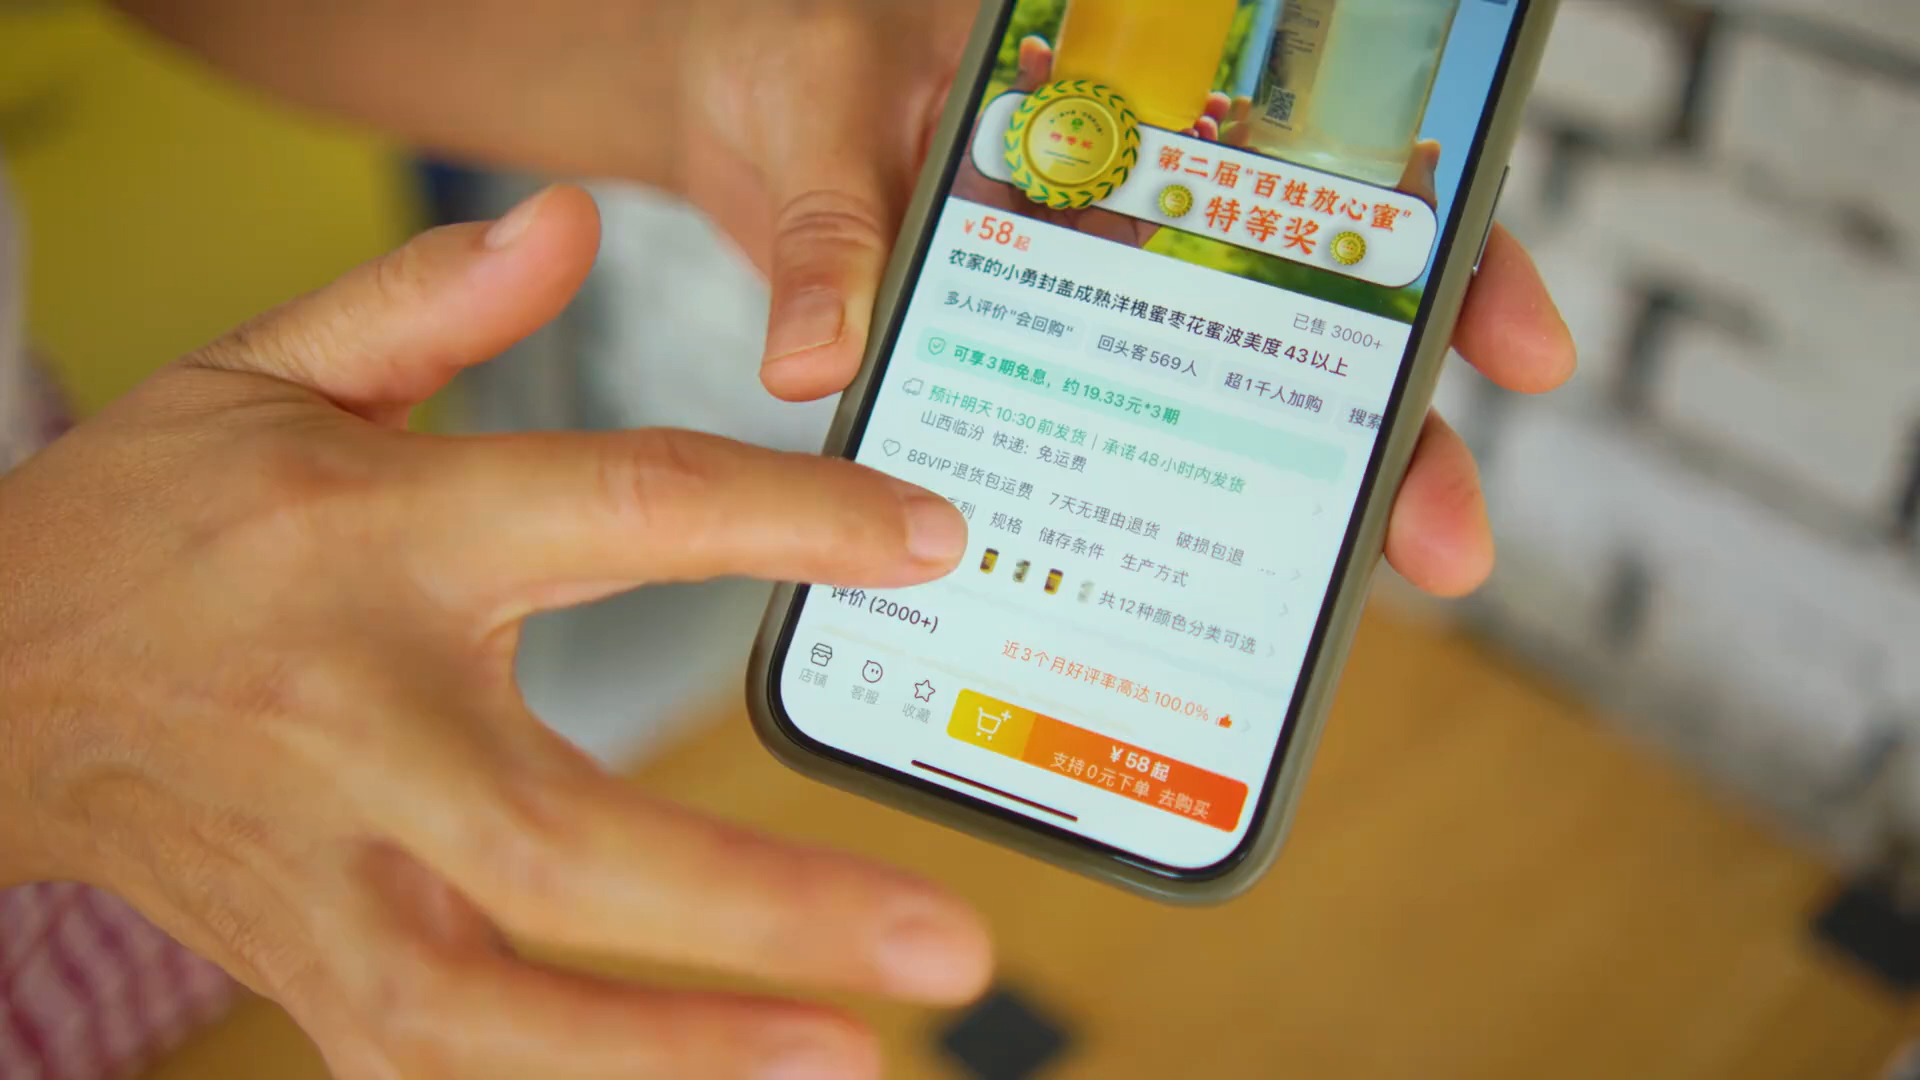 第二届"百姓放心蜜"
特等奖
¥58起
已售 3000+
农家的小勇封盖成熟洋槐蜜枣花蜜波美度43以上
多人评价"会回购" 回头客569人 超1千人加购 搜索
可享3期免息，约19.33元*3期
预计明天10:30前发货 | 承诺48小时内发货
山西临汾 快递: 免运费
88VIP退货包运费 7天无理由退货 破损包退 ...
系列 规格 储存条件 生产方式
共12种颜色分类可选
评价 (2000+)
近3个月好评率高达100.0%
店铺 客服 收藏
¥58起
支持0元下单 去购买